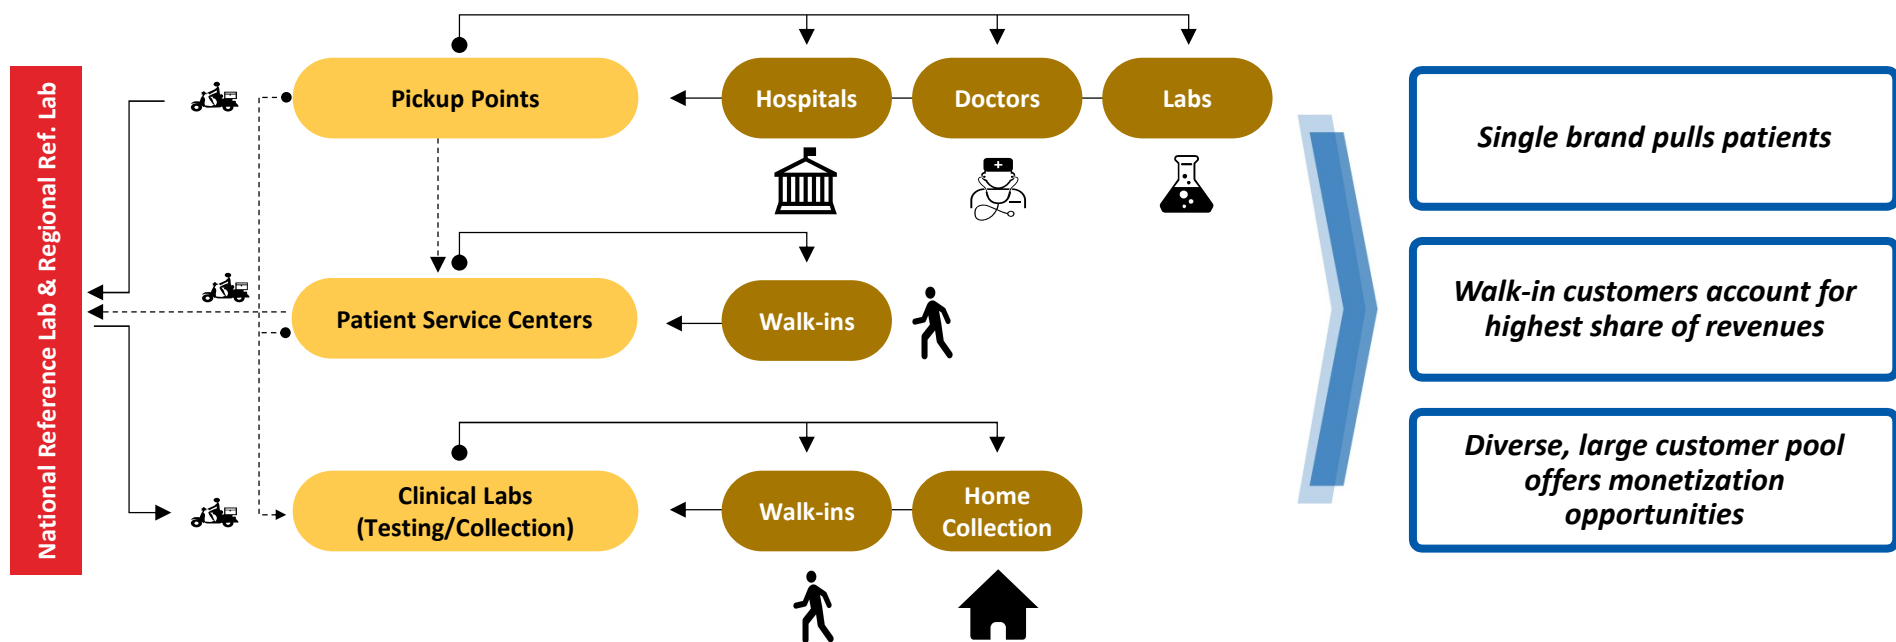 National Reference Lab & Regional Ref. Lab
Pickup Points
Hospitals
Doctors
Labs
Patient Service Centers
Walk-ins
Clinical Labs
(Testing/Collection)
Walk-ins
Home
Collection
Single brand pulls patients
Walk-in customers account for
highest share of revenues
Diverse, large customer pool
offers monetization
opportunities